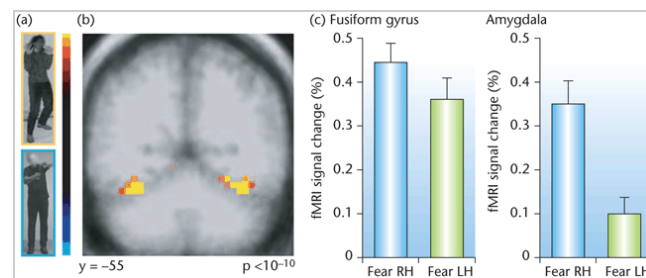 (a)
(b)
y = –55
p <10–10
(c) Fusiform gyrus
fMRI signal change (%)
0.5
0.4
0.3
0.2
0.1
0
Fear RH
Fear LH
Amygdala
fMRI signal change (%)
0.5
0.4
0.3
0.2
0.1
0
Fear RH
Fear LH